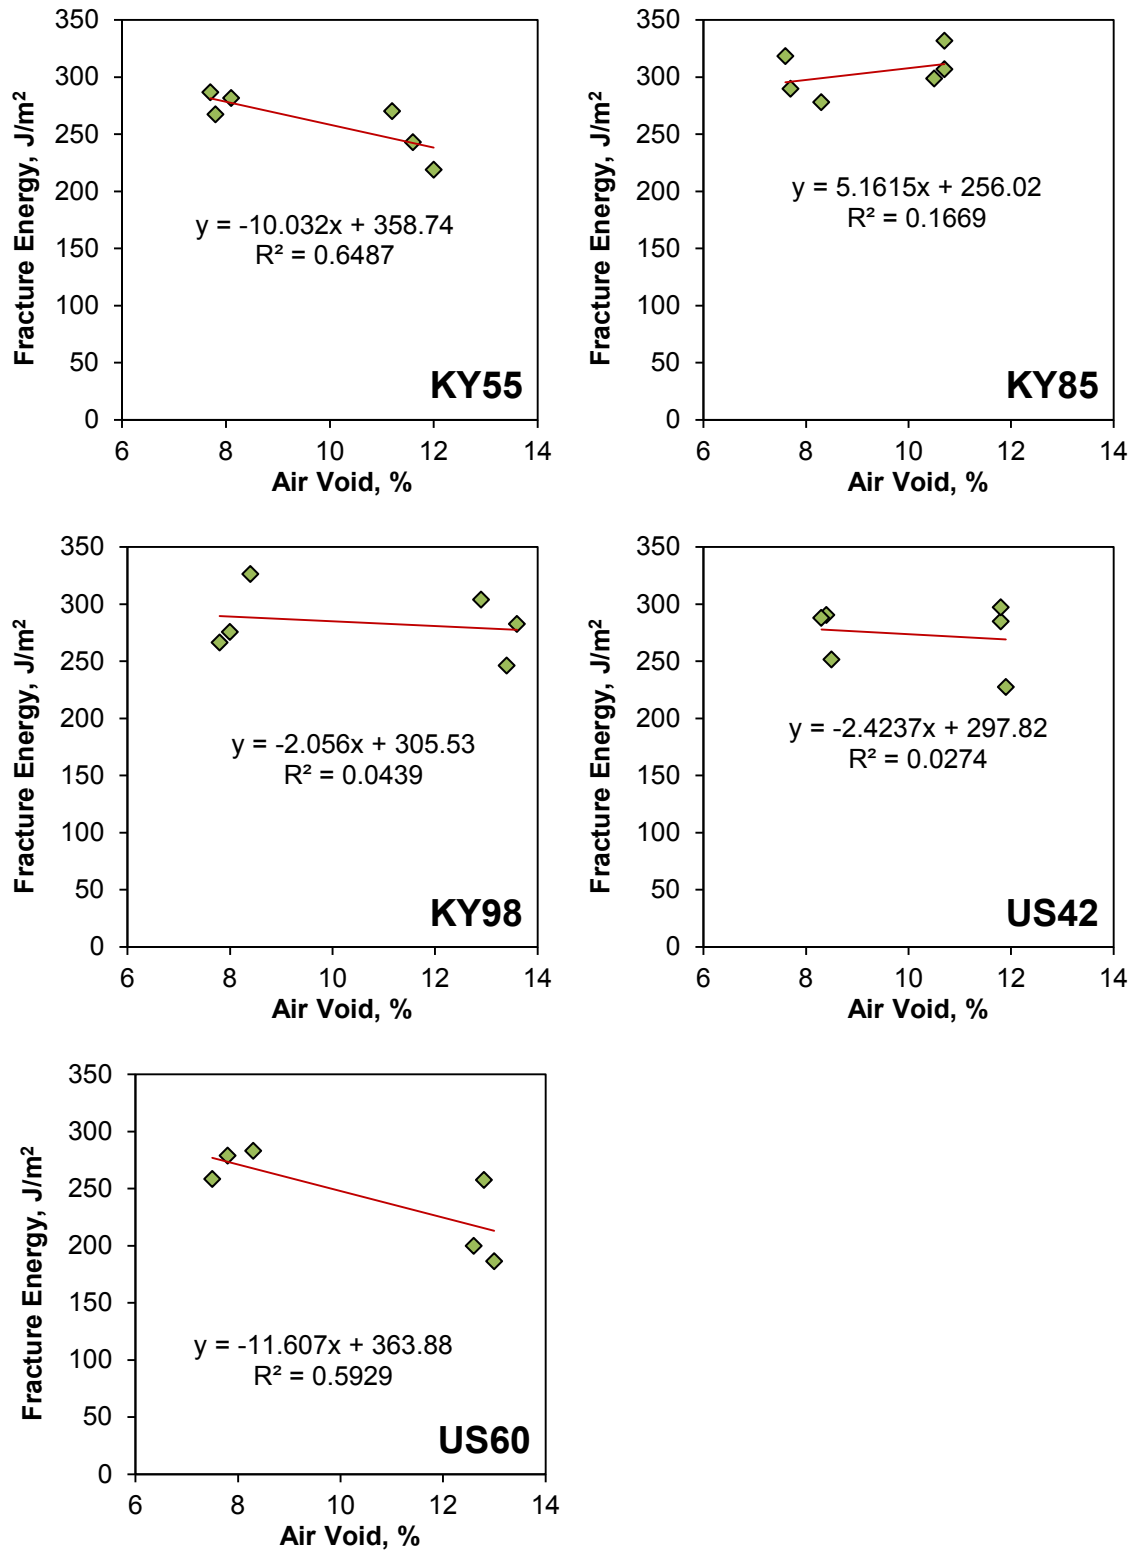 350
300
250
200
150
100
50
0
Fracture Energy, J/m²
y = -10.032x + 358.74
R² = 0.6487
KY55
6 8 10 12 14
Air Void, %
350
300
250
200
150
100
50
0
Fracture Energy, J/m²
y = 5.1615x + 256.02
R² = 0.1669
KY85
6 8 10 12 14
Air Void, %
350
300
250
200
150
100
50
0
Fracture Energy, J/m²
y = -2.056x + 305.53
R² = 0.0439
KY98
6 8 10 12 14
Air Void, %
350
300
250
200
150
100
50
0
Fracture Energy, J/m²
y = -2.4237x + 297.82
R² = 0.0274
US42
6 8 10 12 14
Air Void, %
350
300
250
200
150
100
50
0
Fracture Energy, J/m²
y = -11.607x + 363.88
R² = 0.5929
US60
6 8 10 12 14
Air Void, %